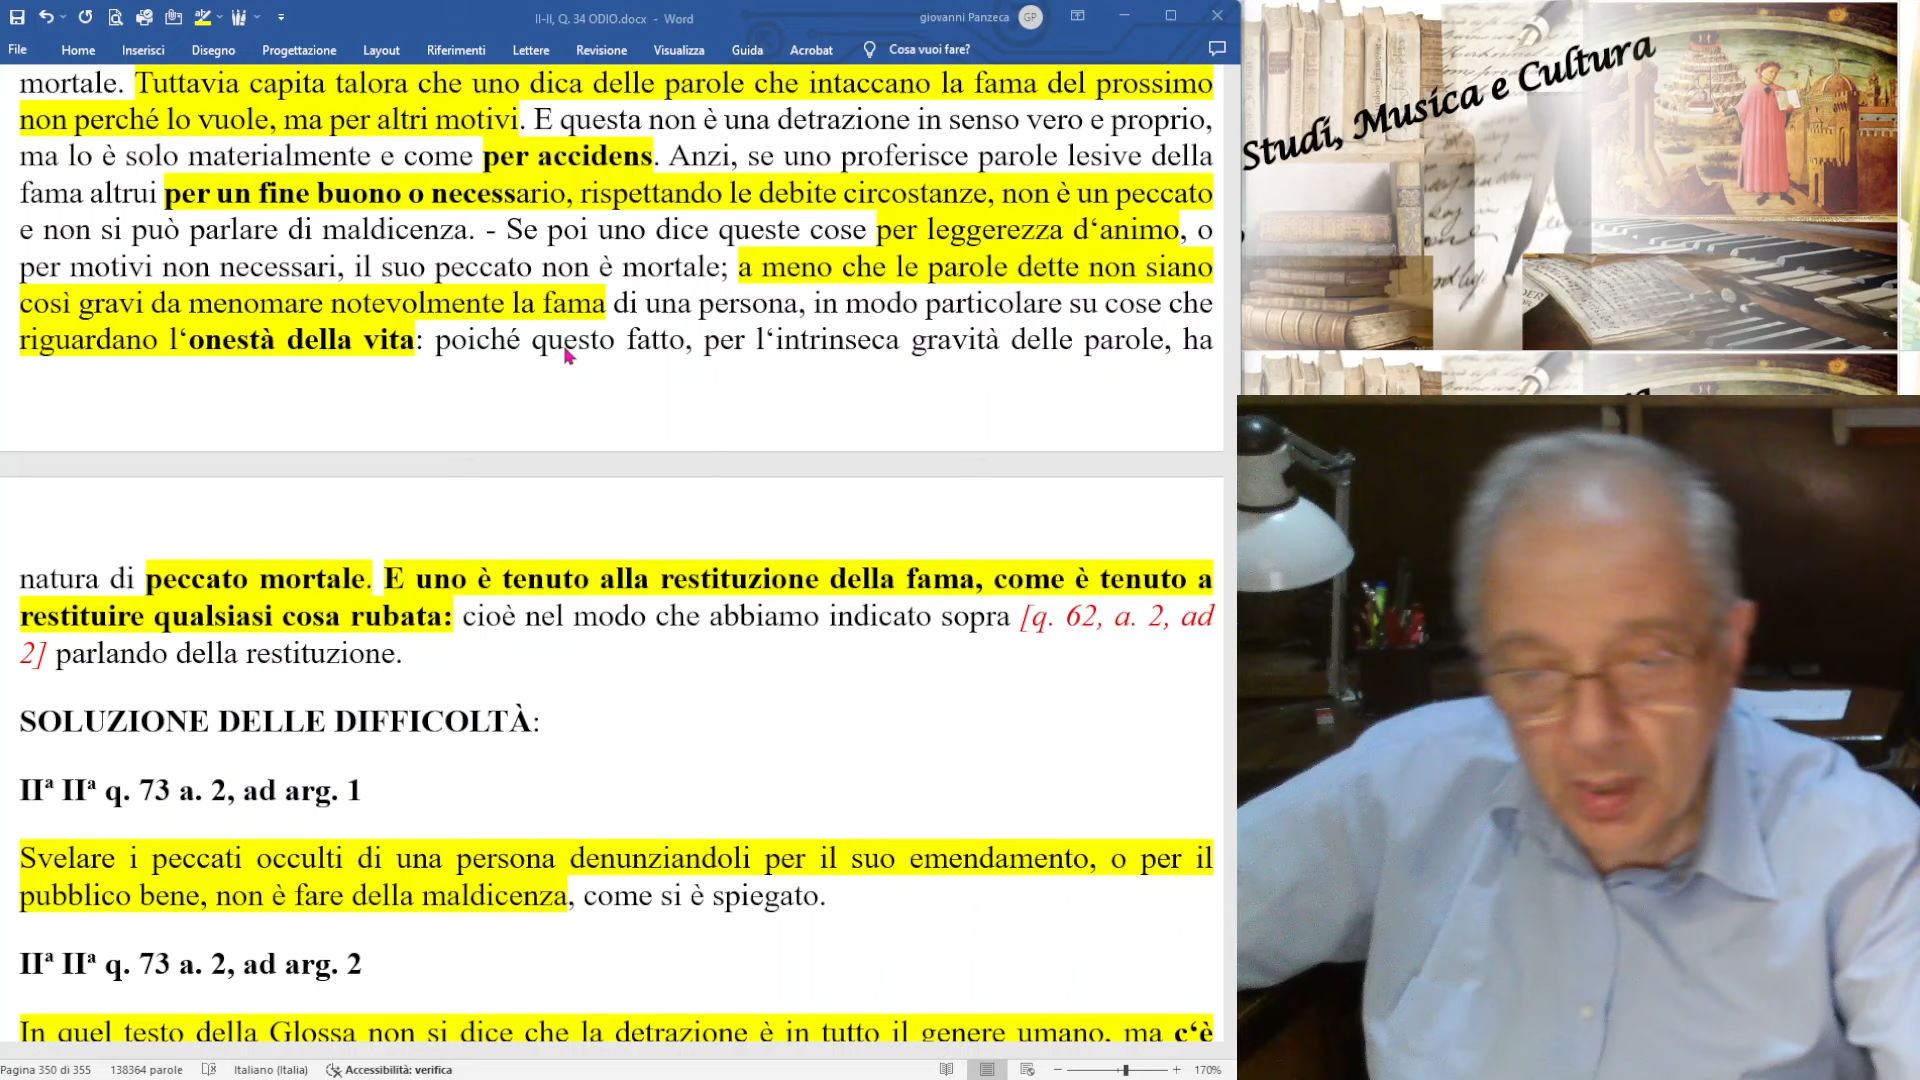 II-II, Q. 34 ODIO.docx - Word
giovanni Panzeca
GP
File Home Inserisci Disegno Progettazione Layout Riferimenti Lettere Revisione Visualizza Guida Acrobat Cosa vuoi fare?
mortale. Tuttavia capita talora che uno dica delle parole che intaccano la fama del prossimo
non perché lo vuole, ma per altri motivi. E questa non è una detrazione in senso vero e proprio,
ma lo è solo materialmente e come per accidens. Anzi, se uno proferisce parole lesive della
fama altrui per un fine buono o necessario, rispettando le debite circostanze, non è un peccato
e non si può parlare di maldicenza. - Se poi uno dice queste cose per leggerezza d‘animo, o
per motivi non necessari, il suo peccato non è mortale; a meno che le parole dette non siano
così gravi da menomare notevolmente la fama di una persona, in modo particolare su cose che
riguardano l‘onestà della vita: poiché questo fatto, per l‘intrinseca gravità delle parole, ha
natura di peccato mortale. E uno è tenuto alla restituzione della fama, come è tenuto a
restituire qualsiasi cosa rubata: cioè nel modo che abbiamo indicato sopra [q. 62, a. 2, ad
2] parlando della restituzione.
SOLUZIONE DELLE DIFFICOLTÀ:
IIª IIª q. 73 a. 2, ad arg. 1
Svelare i peccati occulti di una persona denunziandoli per il suo emendamento, o per il
pubblico bene, non è fare della maldicenza, come si è spiegato.
IIª IIª q. 73 a. 2, ad arg. 2
In quel testo della Glossa non si dice che la detrazione è in tutto il genere umano, ma c‘è
Pagina 350 di 355 138364 parole Italiano (Italia) Accessibilità: verifica 170%
Studi, Musica e Cultura